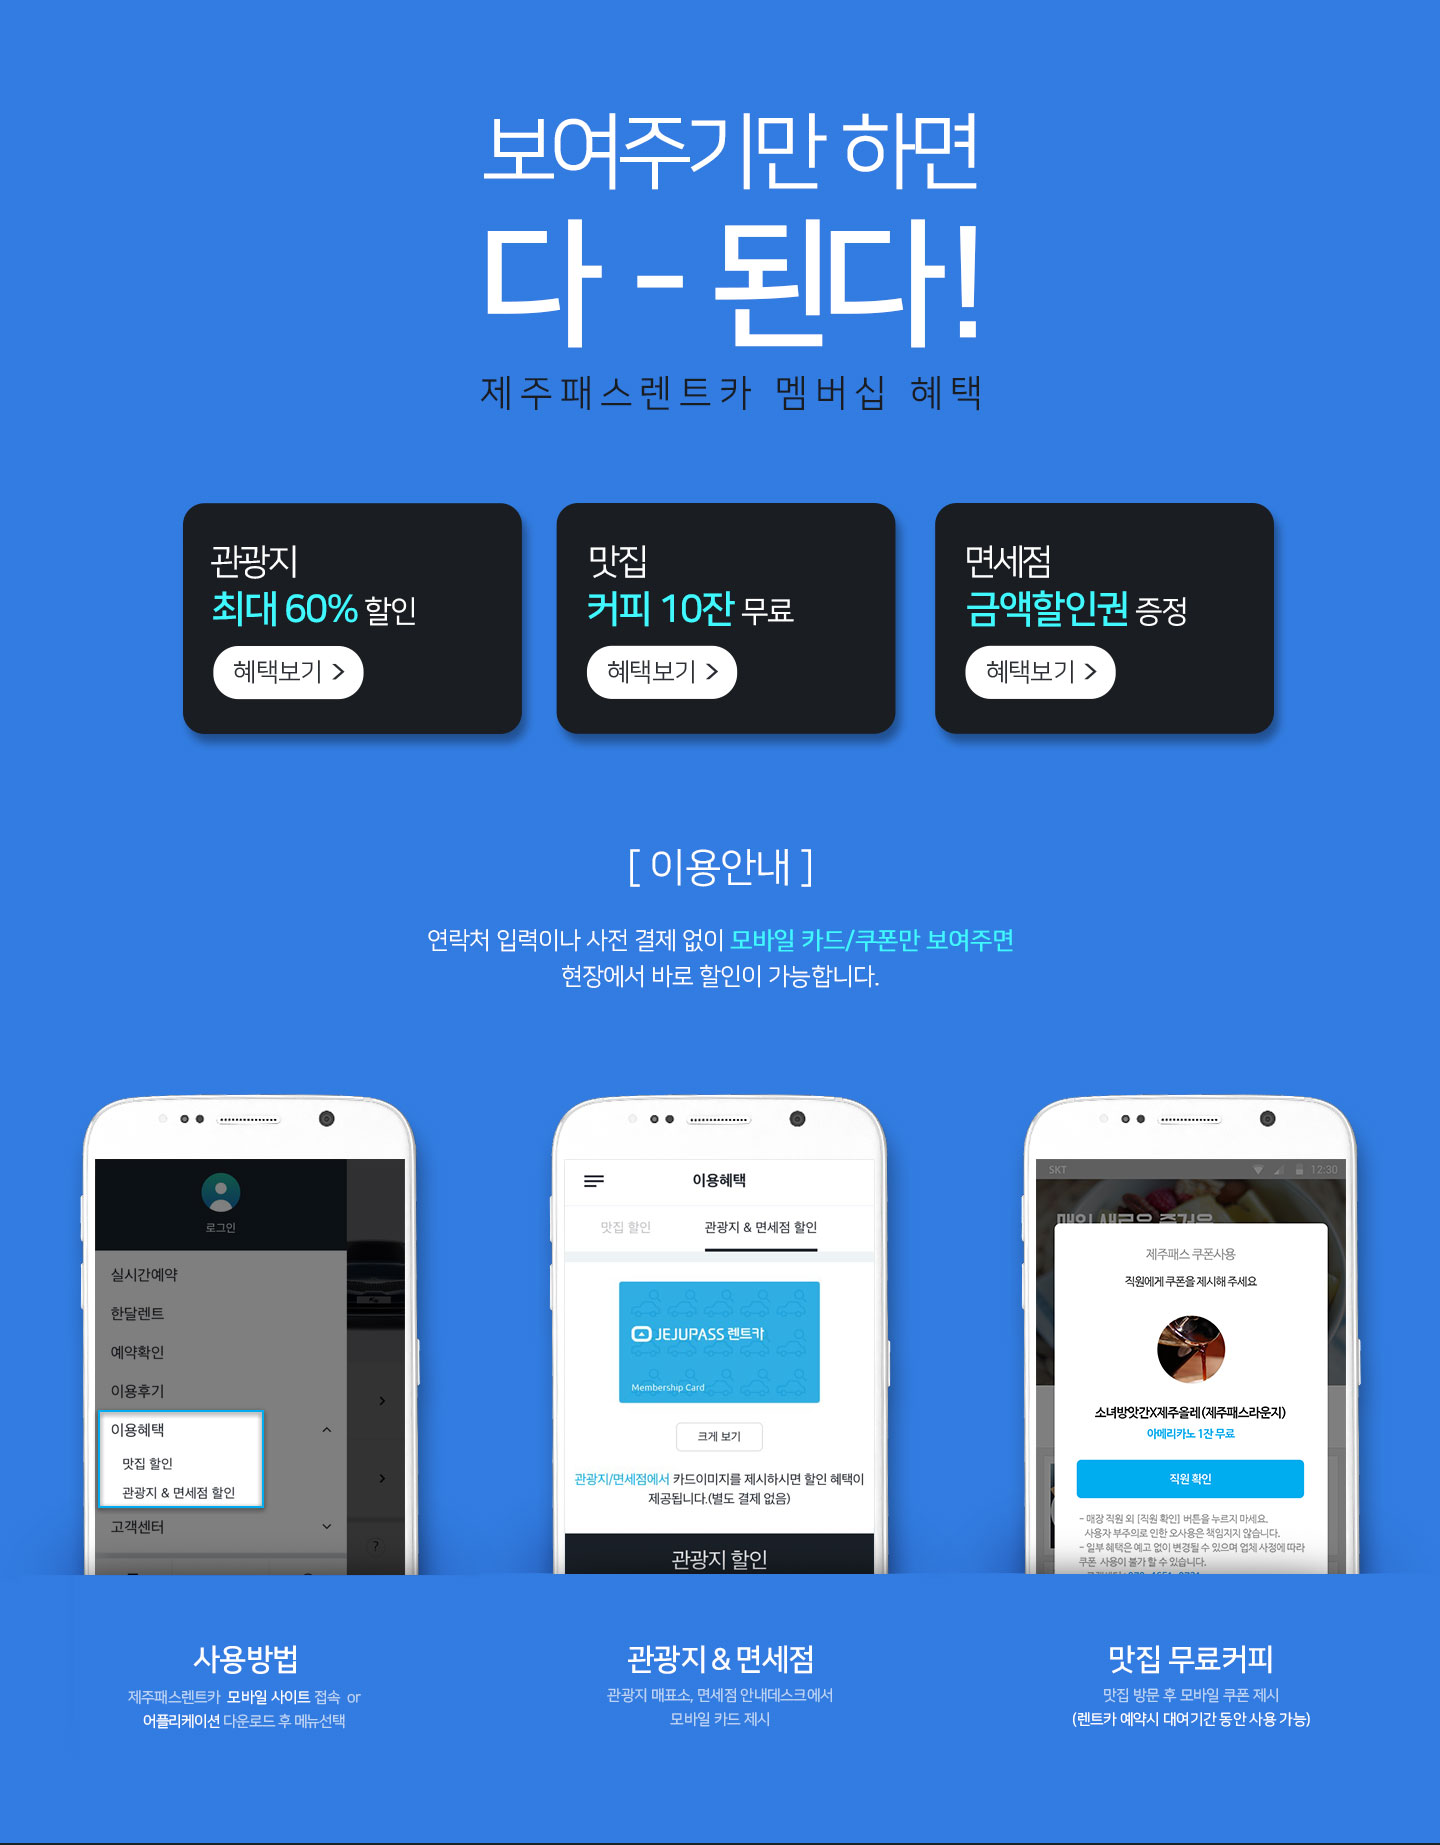 보여주기만 하면
다 - 된다!
제주패스렌트카 멤버십 혜택
관광지
최대 60% 할인
혜택보기 >
맛집
커피 10잔 무료
혜택보기 >
면세점
금액할인권 증정
혜택보기 >
[ 이용안내 ]
연락처 입력이나 사전 결제 없이 모바일 카드/쿠폰만 보여주면
현장에서 바로 할인이 가능합니다.
로그인
실시간예약
한달렌트
예약확인
이용후기
이용혜택
맛집 할인
관광지 & 면세점 할인
고객센터
?
이용혜택
맛집 할인
관광지 & 면세점 할인
JEJUPASS 렌트카
Membership Card
크게 보기
관광지/면세점에서 카드이미지를 제시하시면 할인 혜택이
제공됩니다.(별도 결제 없음)
관광지 할인
SKT 12:30
제주패스 쿠폰사용
직원에게 쿠폰을 제시해 주세요
소녀방앗간X제주올레(제주패스라운지)
아메리카노 1잔 무료
직원 확인
- 매장 직원 외 [직원 확인] 버튼을 누르지 마세요.
사용자 부주의로 인한 오사용은 책임지지 않습니다.
- 일부 혜택은 예고 없이 변경될 수 있으며 업체 사정에 따라
쿠폰 사용이 불가 할 수 있습니다.
사용방법
제주패스렌트카 모바일 사이트 접속 or
어플리케이션 다운로드 후 메뉴선택
관광지 & 면세점
관광지 매표소, 면세점 안내데스크에서
모바일 카드 제시
맛집 무료커피
맛집 방문 후 모바일 쿠폰 제시
(렌트카 예약시 대여기간 동안 사용 가능)